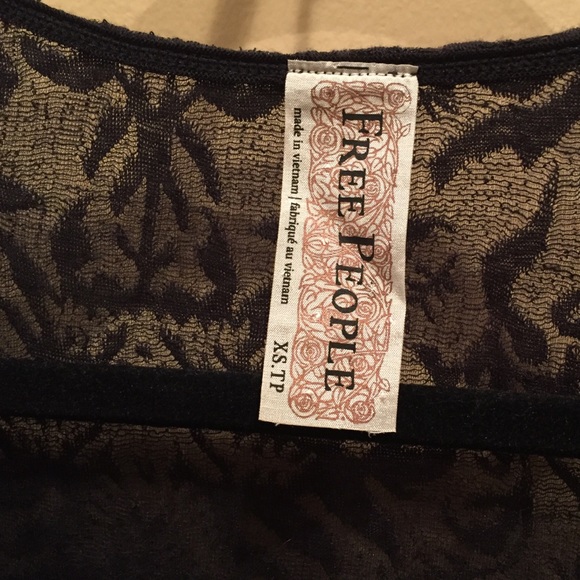 FREE PEOPLE
made in vietnam | fabriqué au vietnam
XS.TP